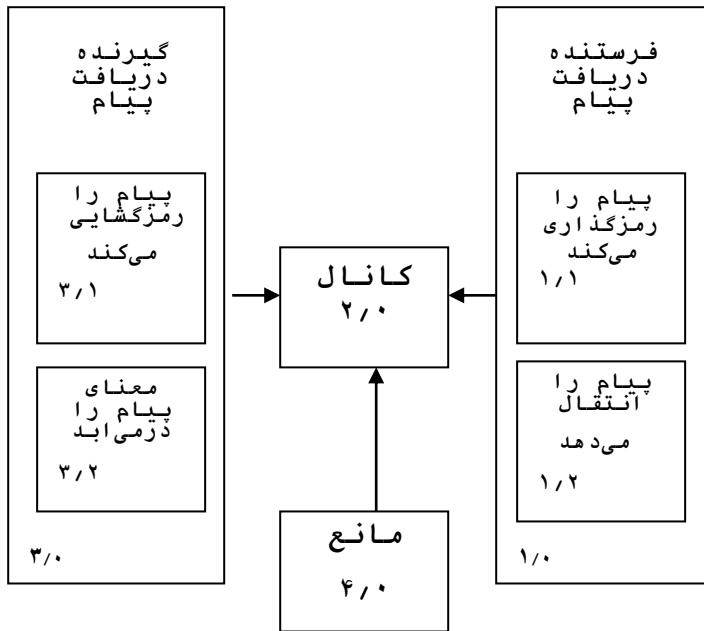 فرستنده
دریافت
پیام
پیام را
رمزگذاری
می‌کند
۱/۱
پیام را
انتقال
می‌دهد
۱/۲
۱/۰
کانال
۲/۰
مانع
۴/۰
گیرنده
دریافت
پیام
پیام را
رمزگشایی
می‌کند
۳/۱
معنای
پیام را
درمی‌ابد
۳/۲
۳/۰